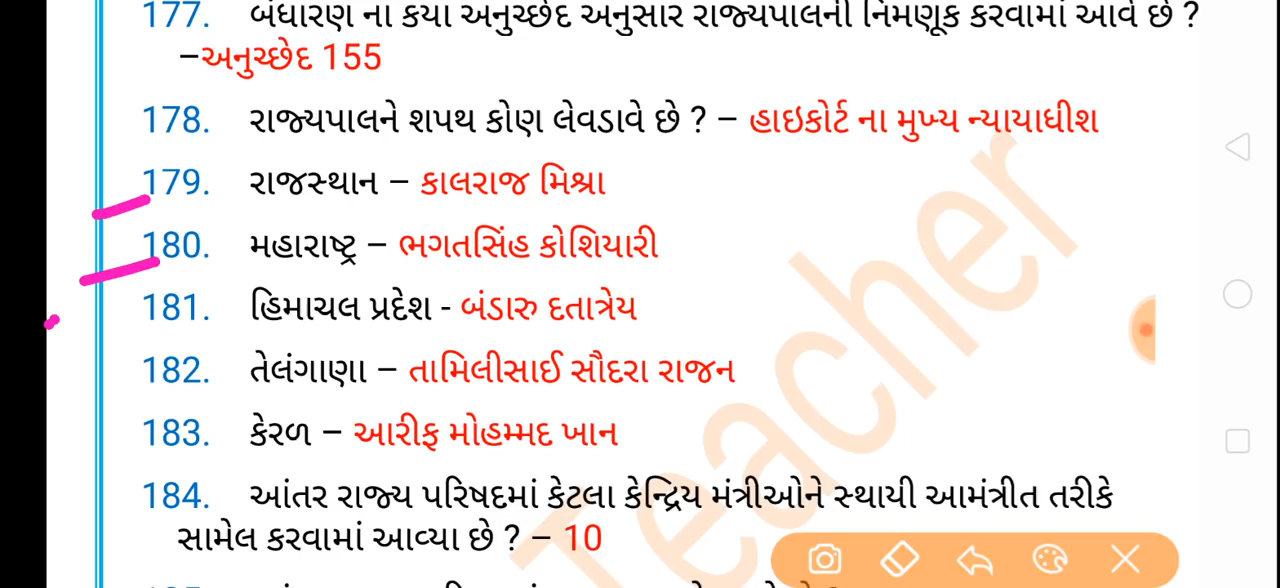 177. બંધારણ ના કયા અનુચ્છેદ અનુસાર રાજ્યપાલની નિમણૂક કરવામાં આવે છે ?
–અનુચ્છેદ 155
178. રાજ્યપાલને શપથ કોણ લેવડાવે છે ? – હાઇકોર્ટ ના મુખ્ય ન્યાયાધીશ
179. રાજસ્થાન – કાલરાજ મિશ્રા
180. મહારાષ્ટ્ર – ભગતસિંહ કોશિયારી
181. હિમાચલ પ્રદેશ - બંડારુ દતાત્રેય
182. તેલંગાણા – તામિલીસાઈ સૌદરા રાજન
183. કેરળ – આરીફ મોહમ્મદ ખાન
184. આંતર રાજ્ય પરિષદમાં કેટલા કેન્દ્રિય મંત્રીઓને સ્થાયી આમંત્રીત તરીકે
સામેલ કરવામાં આવ્યા છે ? – 10
Teacher